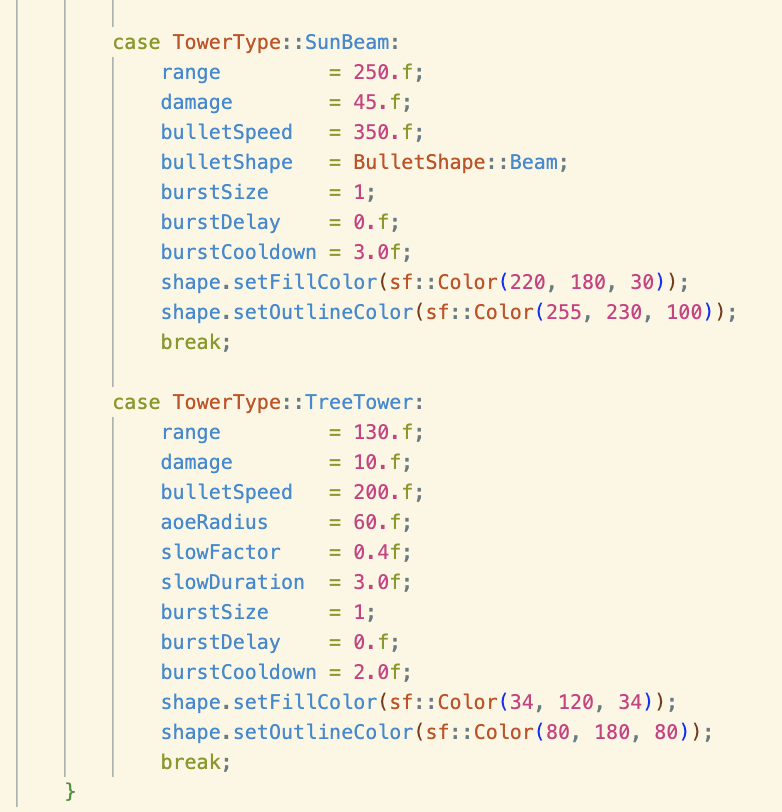 case TowerType::SunBeam:
    range         = 250.f;
    damage        = 45.f;
    bulletSpeed   = 350.f;
    bulletShape   = BulletShape::Beam;
    burstSize     = 1;
    burstDelay    = 0.f;
    burstCooldown = 3.0f;
    shape.setFillColor(sf::Color(220, 180, 30));
    shape.setOutlineColor(sf::Color(255, 230, 100));
    break;

case TowerType::TreeTower:
    range         = 130.f;
    damage        = 10.f;
    bulletSpeed   = 200.f;
    aoeRadius     = 60.f;
    slowFactor    = 0.4f;
    slowDuration  = 3.0f;
    burstSize     = 1;
    burstDelay    = 0.f;
    burstCooldown = 2.0f;
    shape.setFillColor(sf::Color(34, 120, 34));
    shape.setOutlineColor(sf::Color(80, 180, 80));
    break;
}